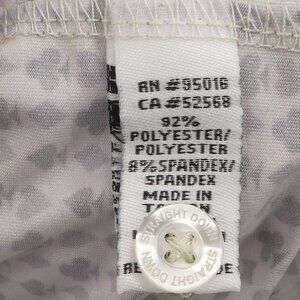 RN #95016
CA #52568
92%
POLYESTER/
POLYESTER
8%SPANDEX/
SPANDEX
MADE IN
STRAIGHT DOWN
STRAIGHT DOWN